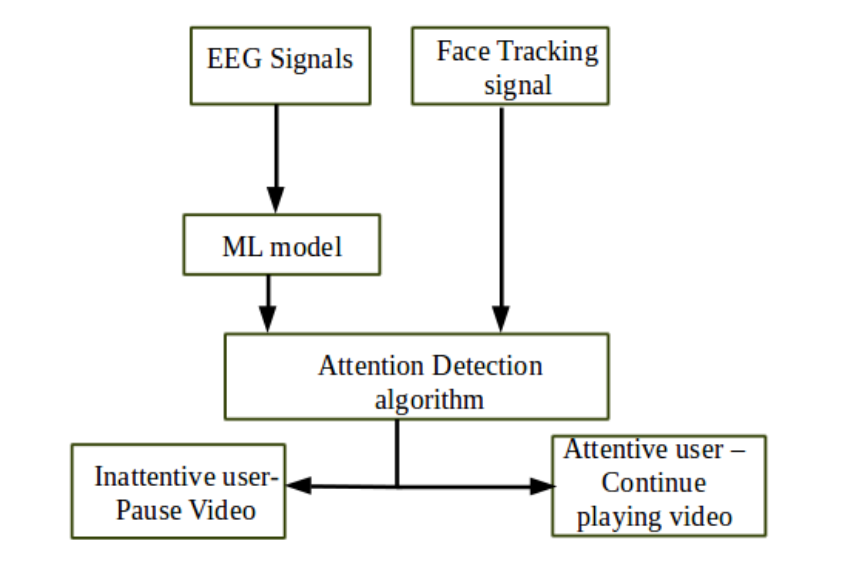 EEG Signals
Face Tracking
signal
ML model
Attention Detection
algorithm
Inattentive user-
Pause Video
Attentive user –
Continue
playing video